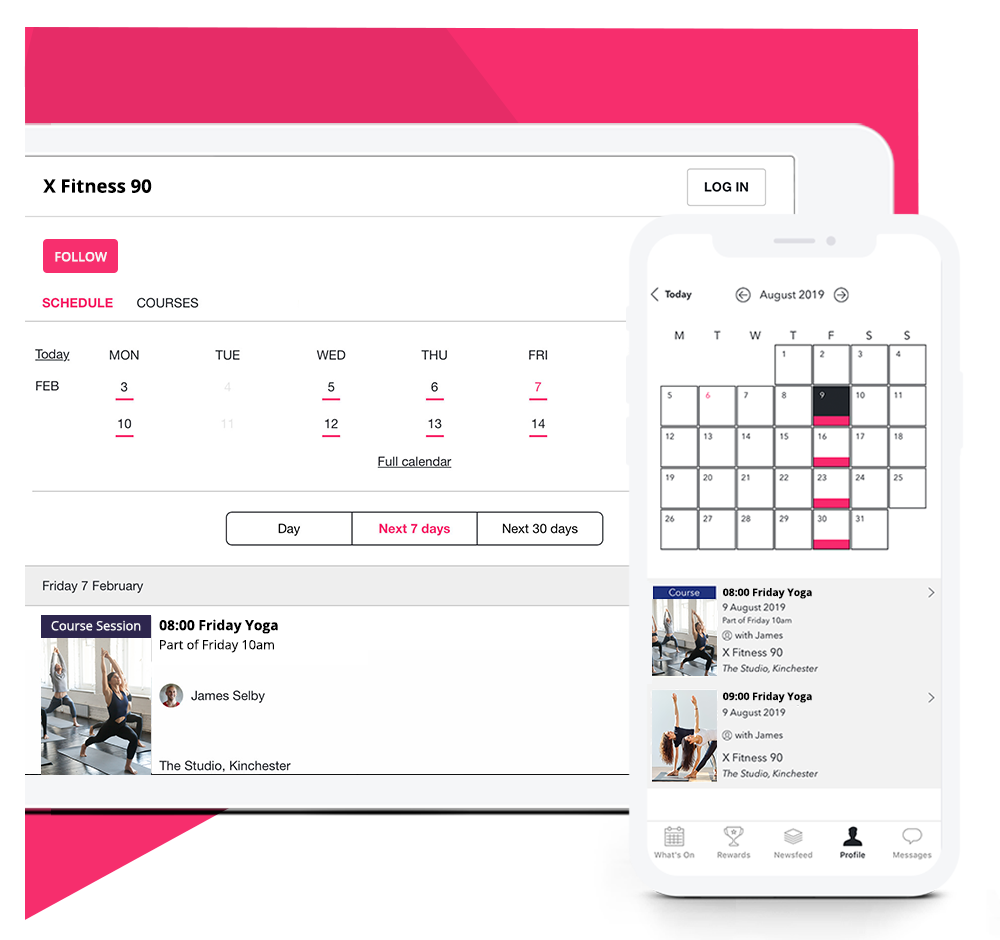 X Fitness 90
LOG IN
FOLLOW
SCHEDULE COURSES
Today MON TUE WED THU FRI
FEB 3 4 5 6 7
10 11 12 13 14
Full calendar
Day Next 7 days Next 30 days
Friday 7 February
Course Session
08:00 Friday Yoga
Part of Friday 10am
James Selby
The Studio, Kinchester
Today August 2019
M T W T F S S
1 2 3 4
5 6 7 8 9 10 11
12 13 14 15 16 17 18
19 20 21 22 23 24 25
26 27 28 29 30 31
Course
08:00 Friday Yoga
9 August 2019
Part of Friday 10am
with James
X Fitness 90
The Studio, Kinchester
09:00 Friday Yoga
9 August 2019
with James
X Fitness 90
The Studio, Kinchester
What's On Rewards Newsfeed Profile Messages